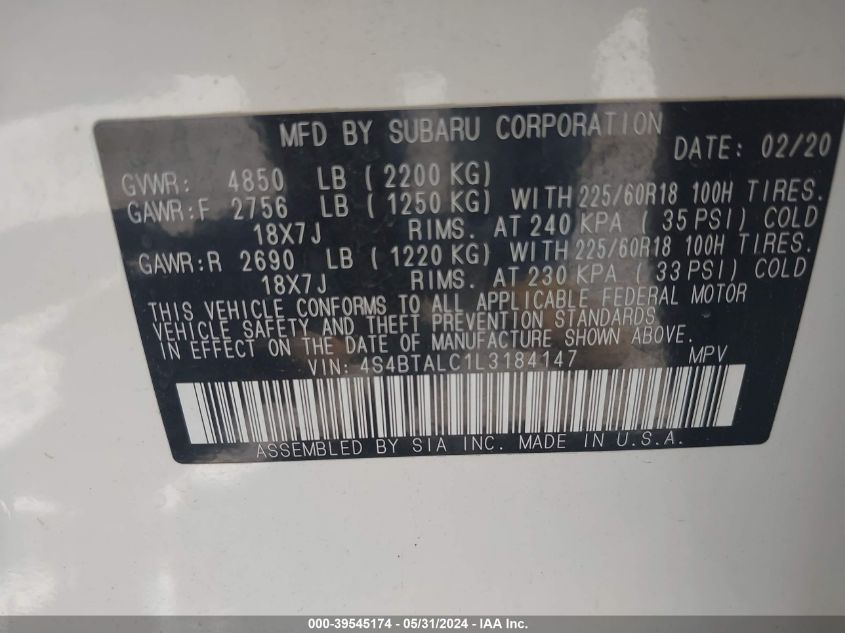 MFD BY SUBARU CORPORATION
DATE: 02/20
GVWR: 4850 LB ( 2200 KG)
GAWR:F 2756 LB ( 1250 KG) WITH 225/60R18 100H TIRES.
18X7J RIMS. AT 240 KPA ( 35 PSI) COLD
GAWR:R 2690 LB ( 1220 KG) WITH 225/60R18 100H TIRES.
18X7J RIMS. AT 230 KPA ( 33 PSI) COLD
THIS VEHICLE CONFORMS TO ALL APPLICABLE FEDERAL MOTOR
VEHICLE SAFETY AND THEFT PREVENTION STANDARDS
IN EFFECT ON THE DATE OF MANUFACTURE SHOWN ABOVE.
VIN: 4S4BTALC1L3184147 MPV
ASSEMBLED BY SIA INC. MADE IN U.S.A.
000-39545174 - 05/31/2024 - IAA Inc.